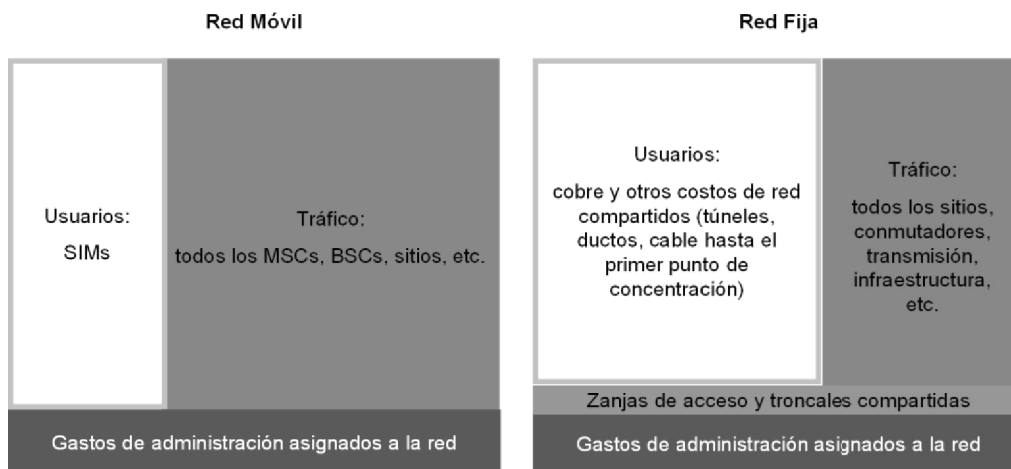 Red Móvil
Usuarios:
SIMs
Tráfico:
todos los MSCs, BSCs, sitios, etc.
Gastos de administración asignados a la red
Red Fija
Usuarios:
cobre y otros costos de red
compartidos (túneles,
ductos, cable hasta el
primer punto de
concentración)
Tráfico:
todos los sitios,
conmutadores,
transmisión,
infraestructura,
etc.
Zanjas de acceso y troncales compartidas
Gastos de administración asignados a la red